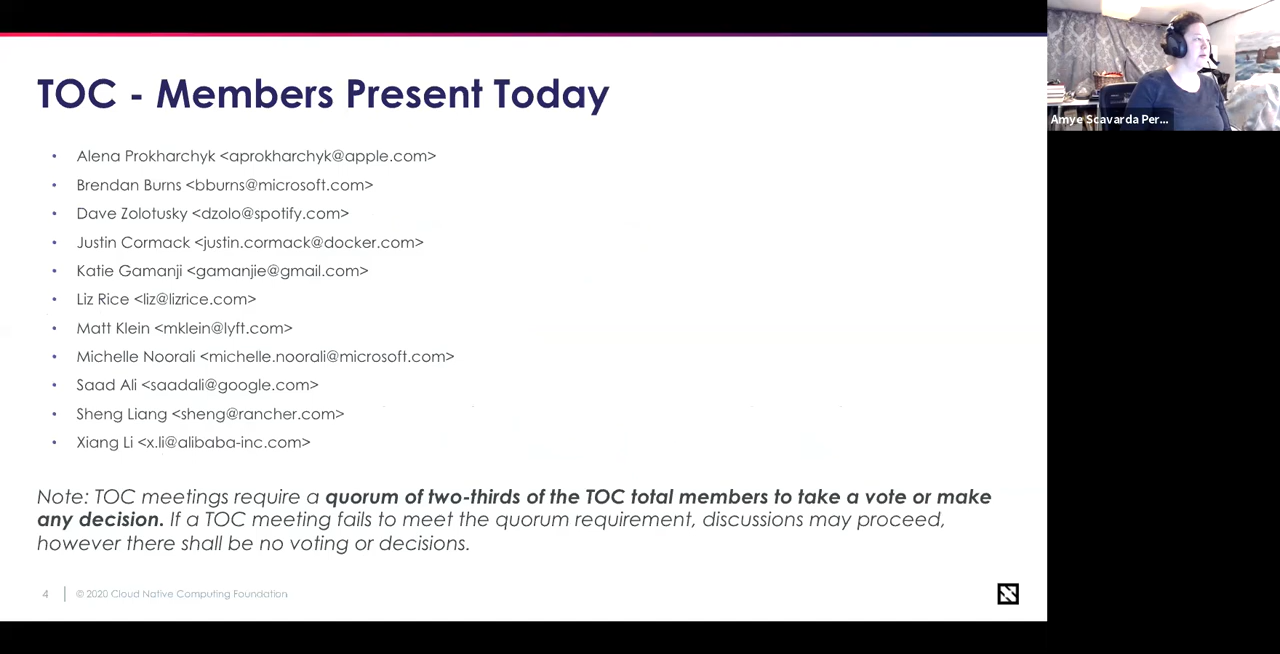 TOC - Members Present Today
Amye Scavarda Per...
• Alena Prokharchyk <aprokharchyk@apple.com>
• Brendan Burns <bburns@microsoft.com>
• Dave Zolotusky <dzolo@spotify.com>
• Justin Cormack <justin.cormack@docker.com>
• Katie Gamanji <gamanjie@gmail.com>
• Liz Rice <liz@lizrice.com>
• Matt Klein <mklein@lyft.com>
• Michelle Noorali <michelle.noorali@microsoft.com>
• Saad Ali <saadali@google.com>
• Sheng Liang <sheng@rancher.com>
• Xiang Li <x.li@alibaba-inc.com>
Note: TOC meetings require a quorum of two-thirds of the TOC total members to take a vote or make
any decision. If a TOC meeting fails to meet the quorum requirement, discussions may proceed,
however there shall be no voting or decisions.
4 © 2020 Cloud Native Computing Foundation